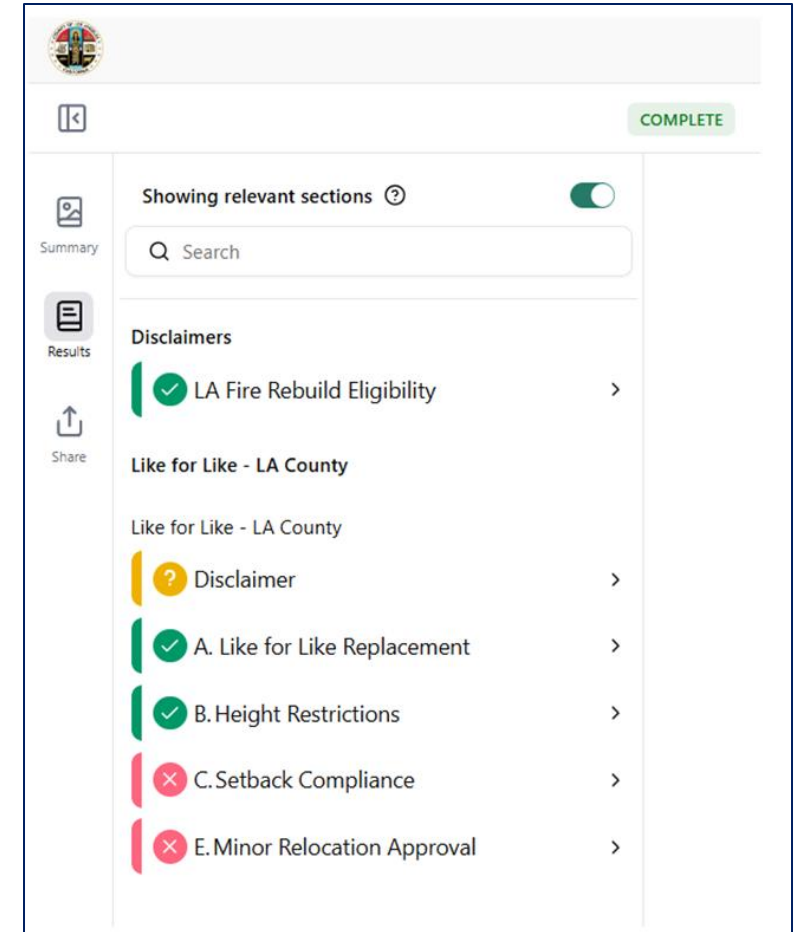 COMPLETE
Showing relevant sections ?
Summary
Search
Results
Disclaimers
LA Fire Rebuild Eligibility
Share
Like for Like - LA County
Like for Like - LA County
? Disclaimer
A. Like for Like Replacement
B. Height Restrictions
C. Setback Compliance
E. Minor Relocation Approval